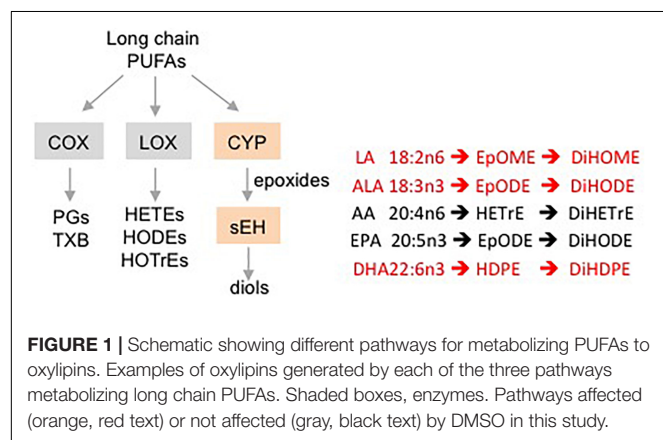 Long chain
PUFAs
COX LOX CYP
epoxides
PGs
TXB
HETEs
HODEs
HOTrEs
sEH
diols
LA 18:2n6 ➔ EpOME ➔ DiHOME
ALA 18:3n3 ➔ EpODE ➔ DiHODE
AA 20:4n6 ➔ HETrE ➔ DiHETrE
EPA 20:5n3 ➔ EpODE ➔ DiHODE
DHA22:6n3 ➔ HDPE ➔ DiHDPE
FIGURE 1 | Schematic showing different pathways for metabolizing PUFAs to
oxylipins. Examples of oxylipins generated by each of the three pathways
metabolizing long chain PUFAs. Shaded boxes, enzymes. Pathways affected
(orange, red text) or not affected (gray, black text) by DMSO in this study.